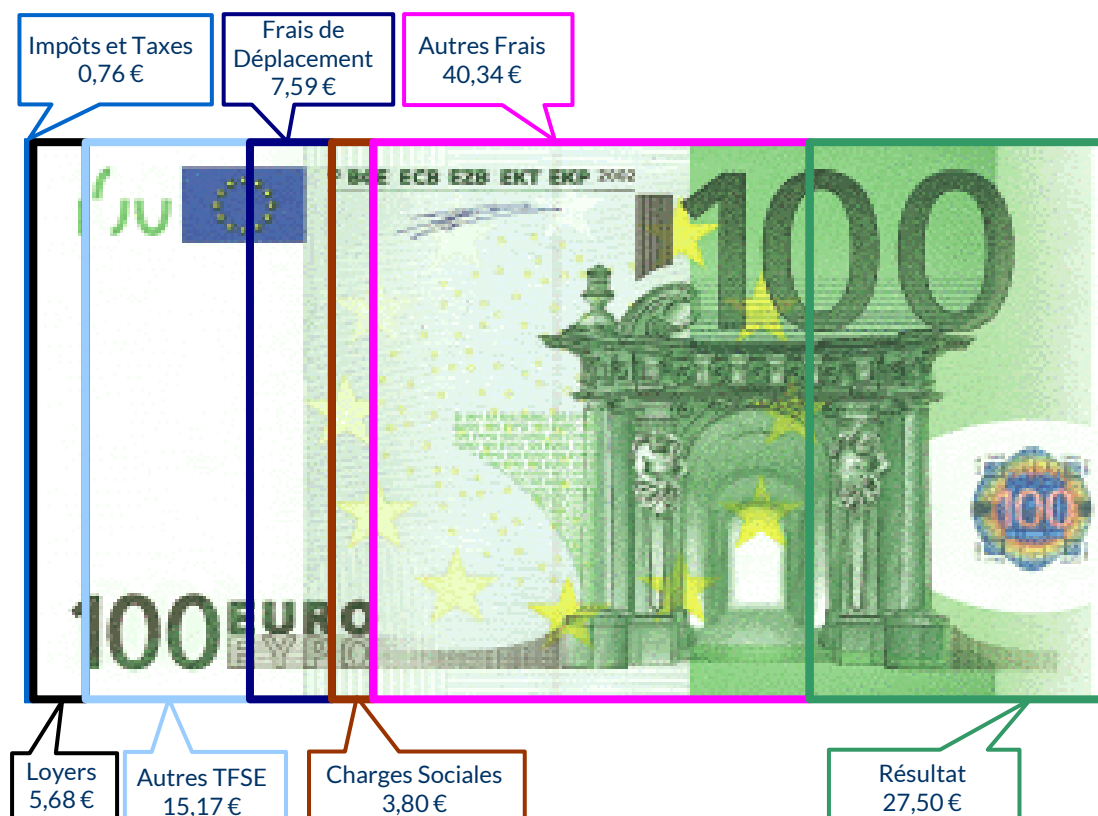 Impôts et Taxes
0,76 €
Frais de
Déplacement
7,59 €
Autres Frais
40,34 €
ECB EZB EKT EKP 2002
100
100
100 EURO
ΕΥΡΩ
Loyers
5,68 €
Autres TFSE
15,17 €
Charges Sociales
3,80 €
Résultat
27,50 €